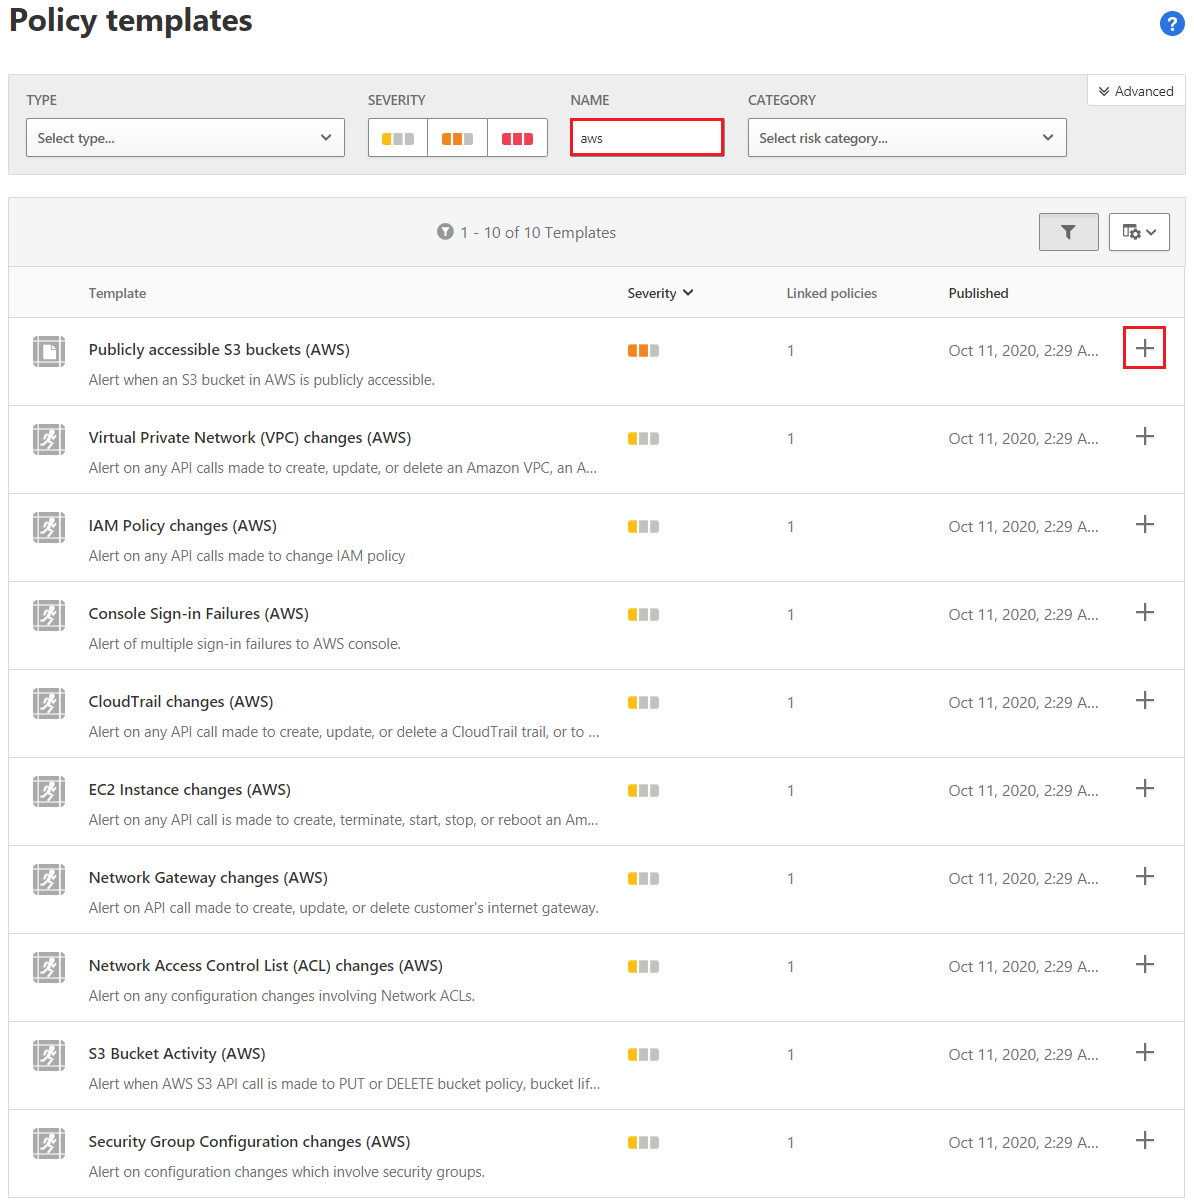 Policy templates
?
TYPE
SEVERITY
NAME
CATEGORY
Advanced
Select type...
aws
Select risk category...
1 - 10 of 10 Templates
Template
Severity
Linked policies
Published
Publicly accessible S3 buckets (AWS)
1
Oct 11, 2020, 2:29 A...
Alert when an S3 bucket in AWS is publicly accessible.
Virtual Private Network (VPC) changes (AWS)
1
Oct 11, 2020, 2:29 A...
Alert on any API calls made to create, update, or delete an Amazon VPC, an A...
IAM Policy changes (AWS)
1
Oct 11, 2020, 2:29 A...
Alert on any API calls made to change IAM policy
Console Sign-in Failures (AWS)
1
Oct 11, 2020, 2:29 A...
Alert of multiple sign-in failures to AWS console.
CloudTrail changes (AWS)
1
Oct 11, 2020, 2:29 A...
Alert on any API call made to create, update, or delete a CloudTrail trail, or to ...
EC2 Instance changes (AWS)
1
Oct 11, 2020, 2:29 A...
Alert on any API call is made to create, terminate, start, stop, or reboot an Am...
Network Gateway changes (AWS)
1
Oct 11, 2020, 2:29 A...
Alert on API call made to create, update, or delete customer's internet gateway.
Network Access Control List (ACL) changes (AWS)
1
Oct 11, 2020, 2:29 A...
Alert on any configuration changes involving Network ACLs.
S3 Bucket Activity (AWS)
1
Oct 11, 2020, 2:29 A...
Alert when AWS S3 API call is made to PUT or DELETE bucket policy, bucket lif...
Security Group Configuration changes (AWS)
1
Oct 11, 2020, 2:29 A...
Alert on configuration changes which involve security groups.